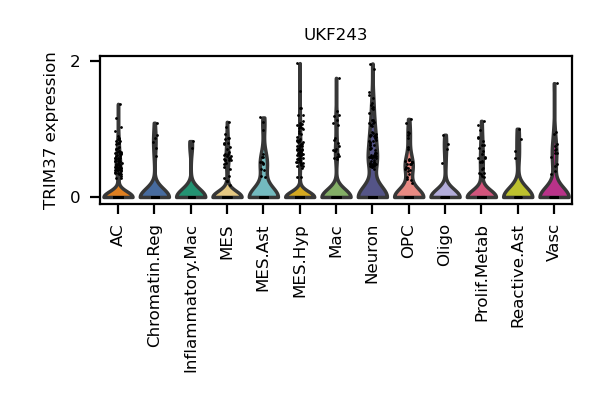 UKF243
TRIM37 expression
2
0
AC
Chromatin.Reg
Inflammatory.Mac
MES
MES.Ast
MES.Hyp
Mac
Neuron
OPC
Oligo
Prolif.Metab
Reactive.Ast
Vasc